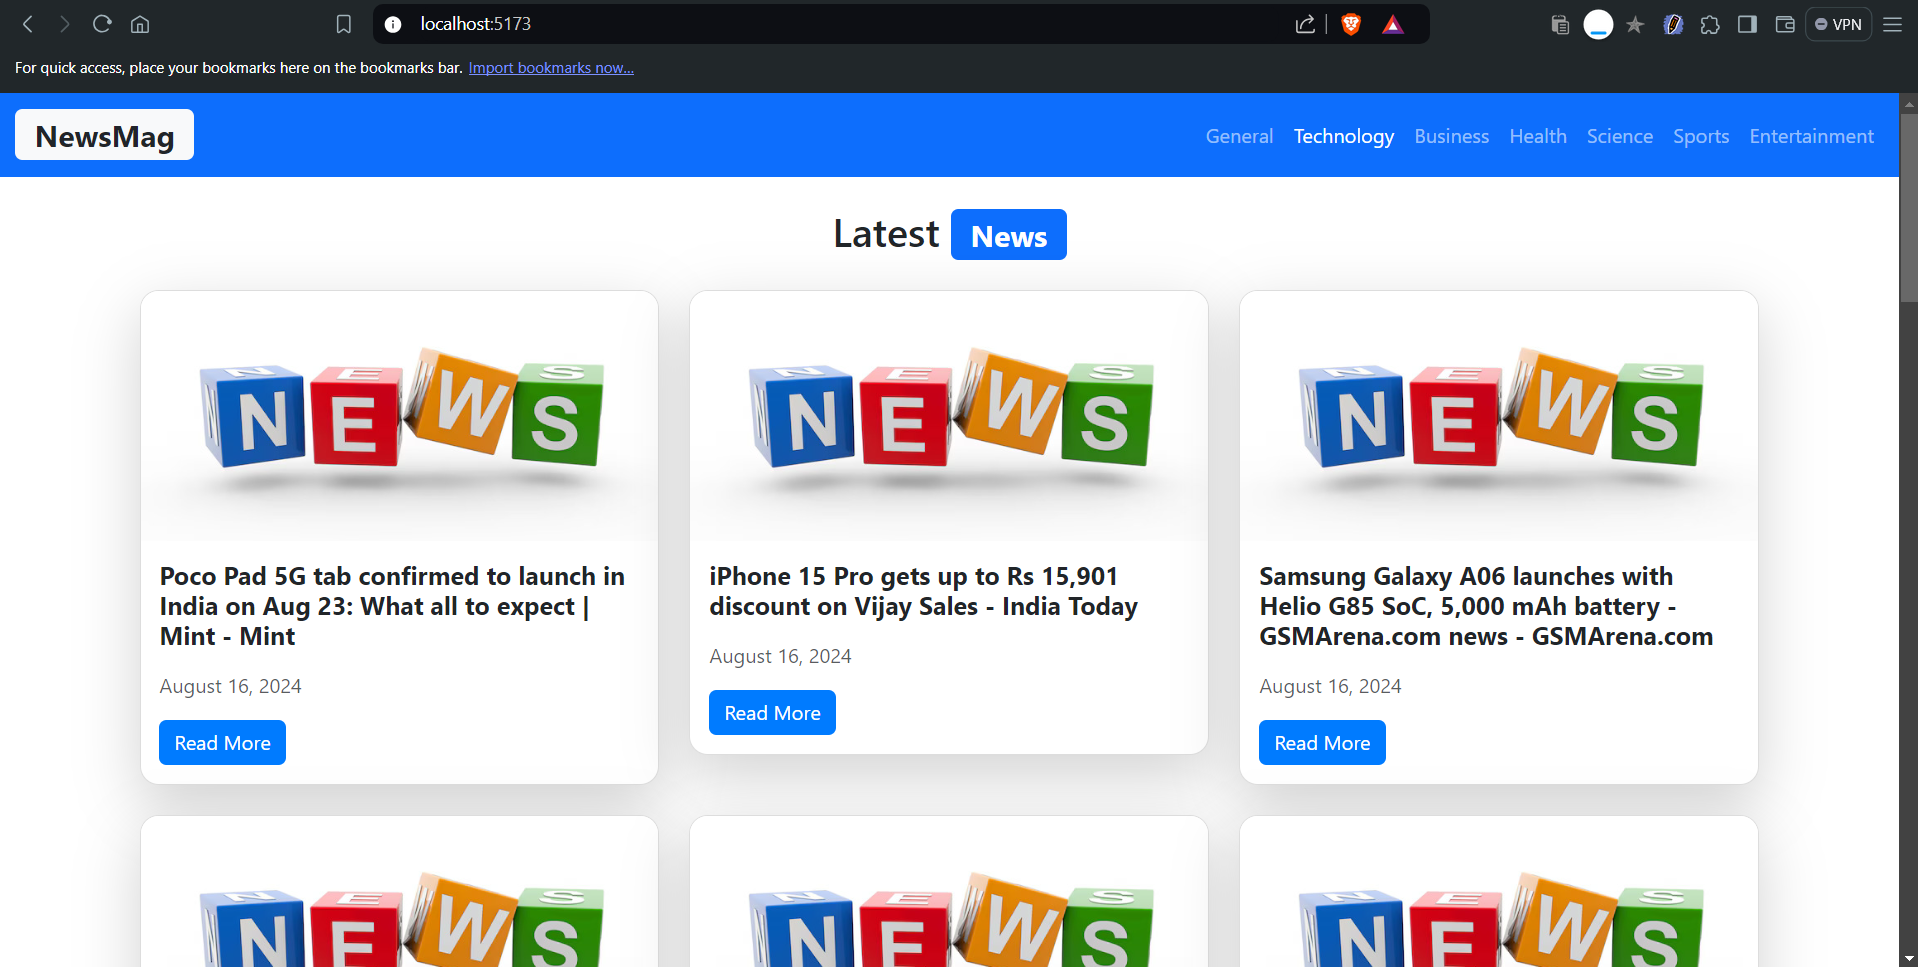 localhost:5173
VPN
For quick access, place your bookmarks here on the bookmarks bar. Import bookmarks now...
NewsMag
General Technology Business Health Science Sports Entertainment
Latest News
NEWS
E S
NEWS
E S
NEWS
E S
Poco Pad 5G tab confirmed to launch in
India on Aug 23: What all to expect |
Mint - Mint
August 16, 2024
Read More
iPhone 15 Pro gets up to Rs 15,901
discount on Vijay Sales - India Today
August 16, 2024
Read More
Samsung Galaxy A06 launches with
Helio G85 SoC, 5,000 mAh battery -
GSMArena.com news - GSMArena.com
August 16, 2024
Read More
NEWS
E S
NEWS
E S
NEWS
E S